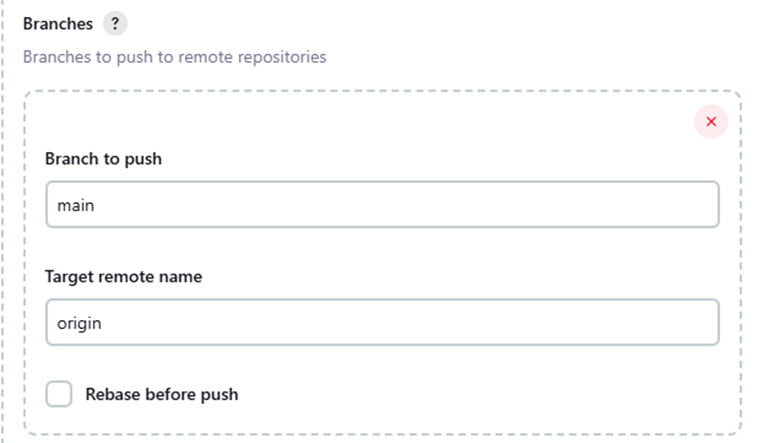 Branches ?
Branches to push to remote repositories
Branch to push
main
Target remote name
origin
Rebase before push